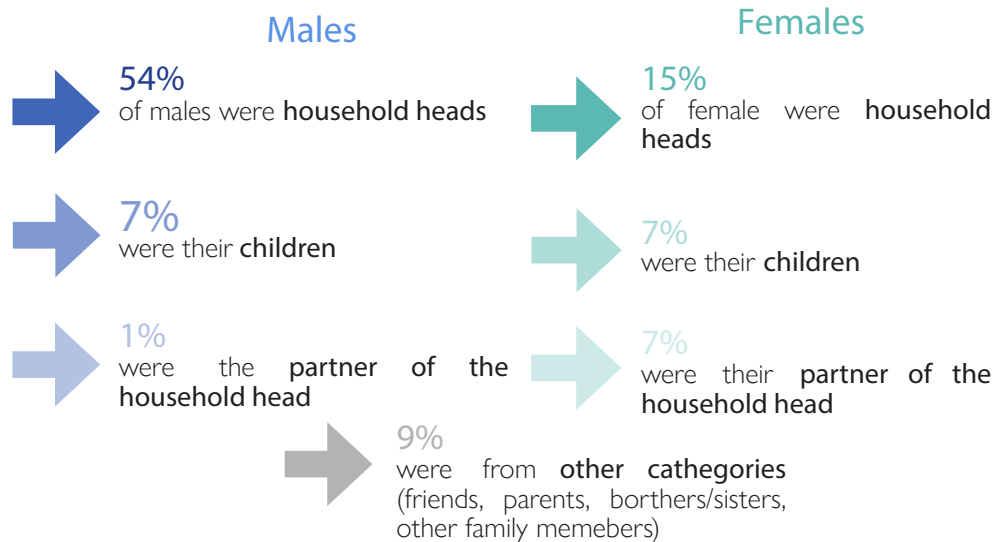 Males
54%
of males were household heads
7%
were their children
1%
were the partner of the
household head
Females
15%
of female were household
heads
7%
were their children
7%
were their partner of the
household head
9%
were from other cathegories
(friends, parents, borthers/sisters,
other family memebers)